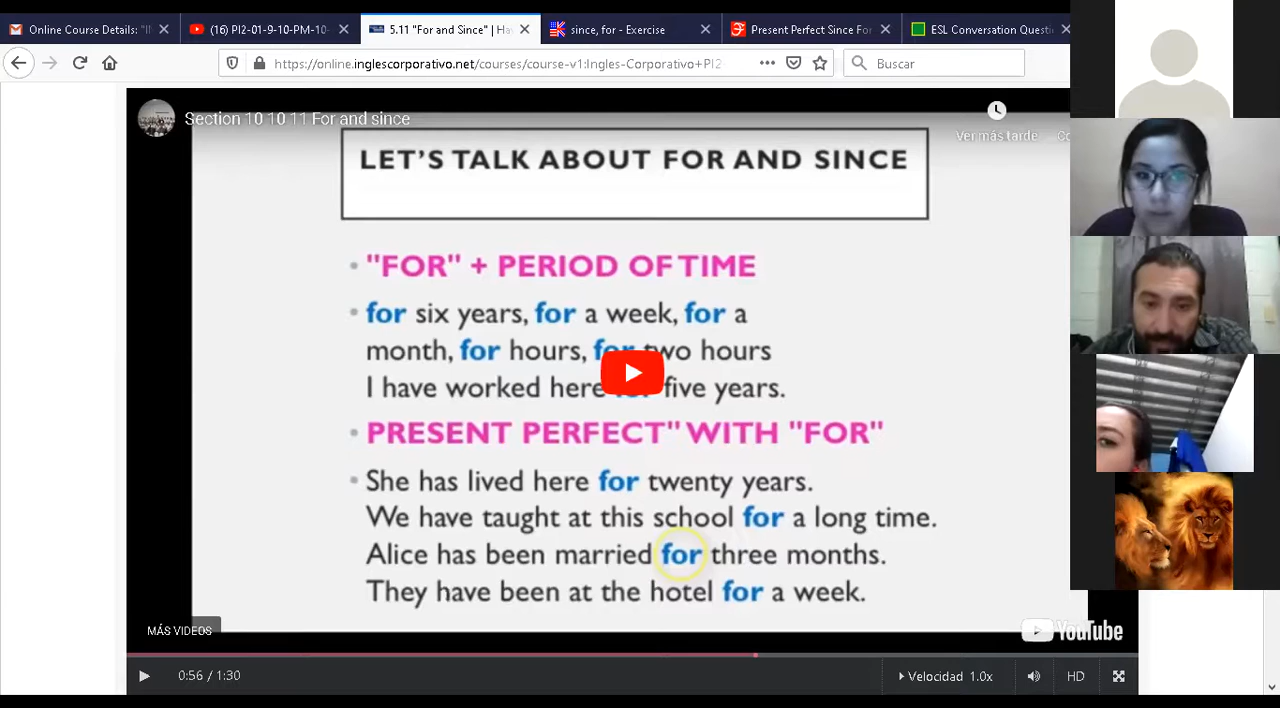 Online Course Details: "I
(16) PI2-01-9-10-PM-10-
5.11 "For and Since" | Ha
since, for - Exercise
Present Perfect Since For
ESL Conversation Questi
https://online.inglescorporativo.net/courses/course-v1:Ingles-Corporativo+PI2
Buscar
Section 10 10 11 For and since
Ver más tarde
Co
LET'S TALK ABOUT FOR AND SINCE
• "FOR" + PERIOD OF TIME
• for six years, for a week, for a
month, for hours, for two hours
I have worked here for five years.
• PRESENT PERFECT" WITH "FOR"
• She has lived here for twenty years.
We have taught at this school for a long time.
Alice has been married for three months.
They have been at the hotel for a week.
MÁS VIDEOS
YouTube
0:56 / 1:30
Velocidad 1.0x
HD